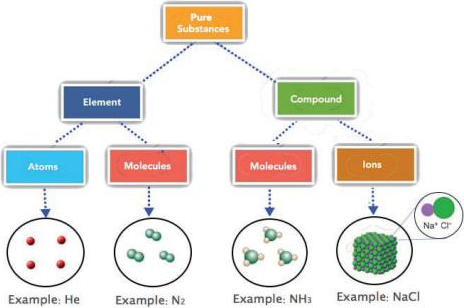 Pure
Substances
Element
Compound
Atoms
Molecules
Molecules
Ions
Na⁺ Cl⁻
Example: He
Example: N₂
Example: NH₃
Example: NaCl